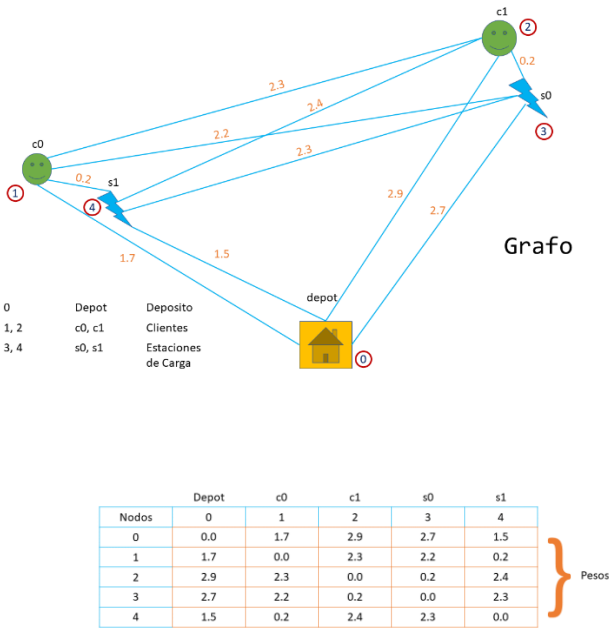 c1
2
0.2
s0
3
2.3
2.4
2.2
2.3
c0
1
0.2
s1
4
2.9
2.7
1.7
1.5
Grafo
depot
0
0 Depot Deposito
1, 2 c0, c1 Clientes
3, 4 s0, s1 Estaciones
de Carga
Depot c0 c1 s0 s1
Nodos 0 1 2 3 4
0 0.0 1.7 2.9 2.7 1.5
1 1.7 0.0 2.3 2.2 0.2
2 2.9 2.3 0.0 0.2 2.4
3 2.7 2.2 0.2 0.0 2.3
4 1.5 0.2 2.4 2.3 0.0
Pesos